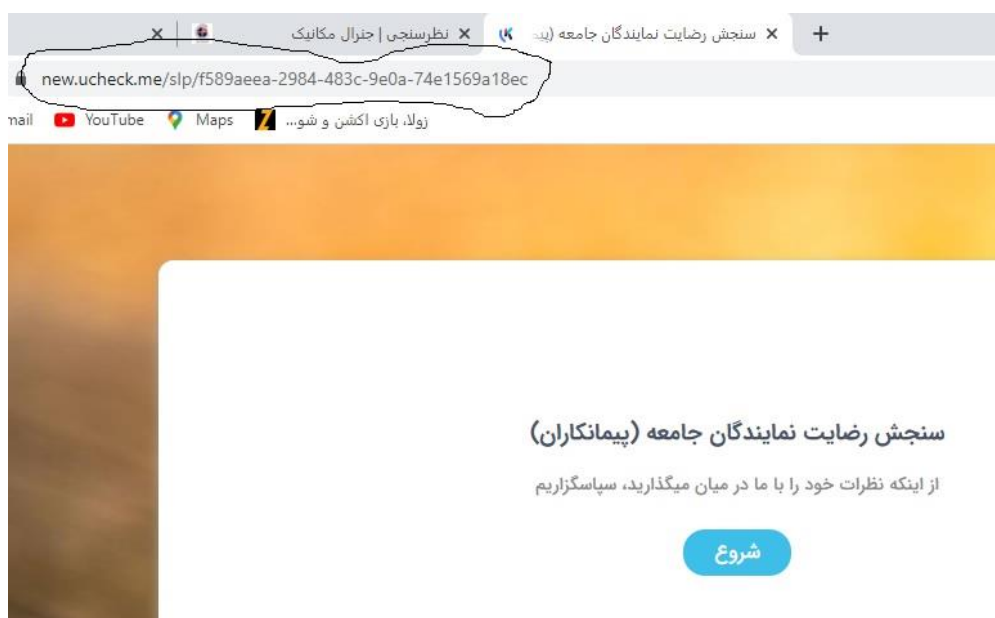 نظرسنجی | جنرال مکانیک
سنجش رضایت نمایندگان جامعه (پید
new.ucheck.me/slp/f589aeea-2984-483c-9e0a-74e1569a18ec
mail YouTube Maps زولا، بازی اکشن و شو...
سنجش رضایت نمایندگان جامعه (پیمانکاران)
از اینکه نظرات خود را با ما در میان میگذارید، سپاسگزاریم
شروع